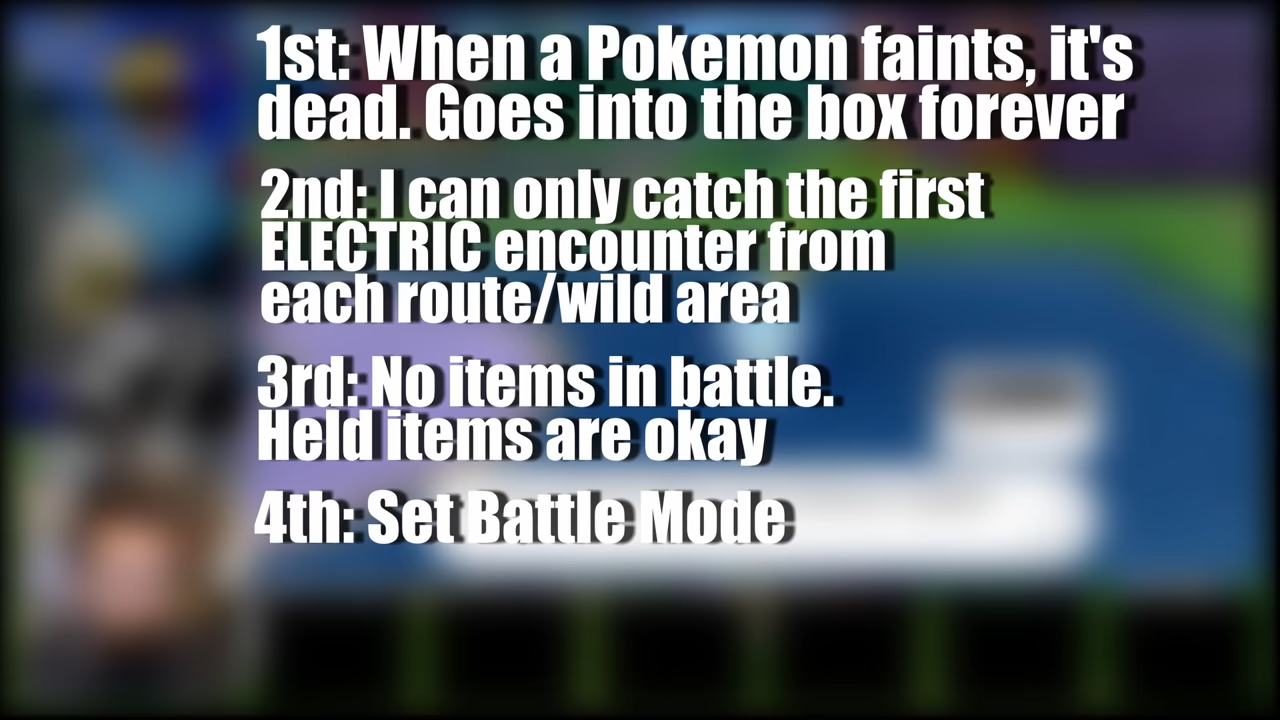 1st: When a Pokemon faints, it's
dead. Goes into the box forever
2nd: I can only catch the first
ELECTRIC encounter from
each route/wild area
3rd: No items in battle.
Held items are okay
4th: Set Battle Mode